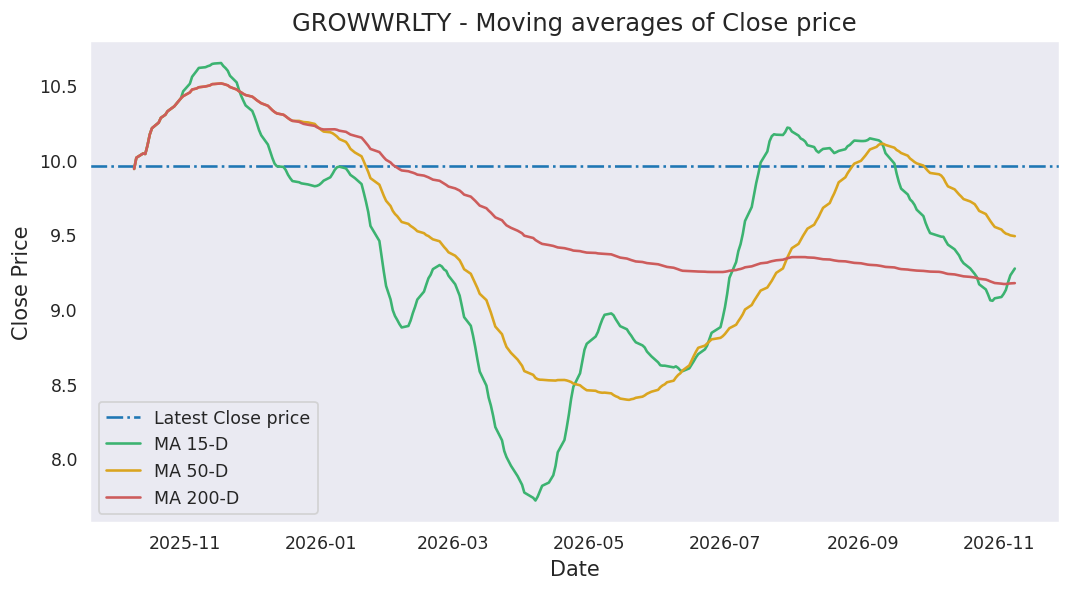 GROWWRLTY - Moving averages of Close price
Close Price
10.5
10.0
9.5
9.0
8.5
8.0
Latest Close price
MA 15-D
MA 50-D
MA 200-D
2025-11 2026-01 2026-03 2026-05 2026-07 2026-09 2026-11
Date